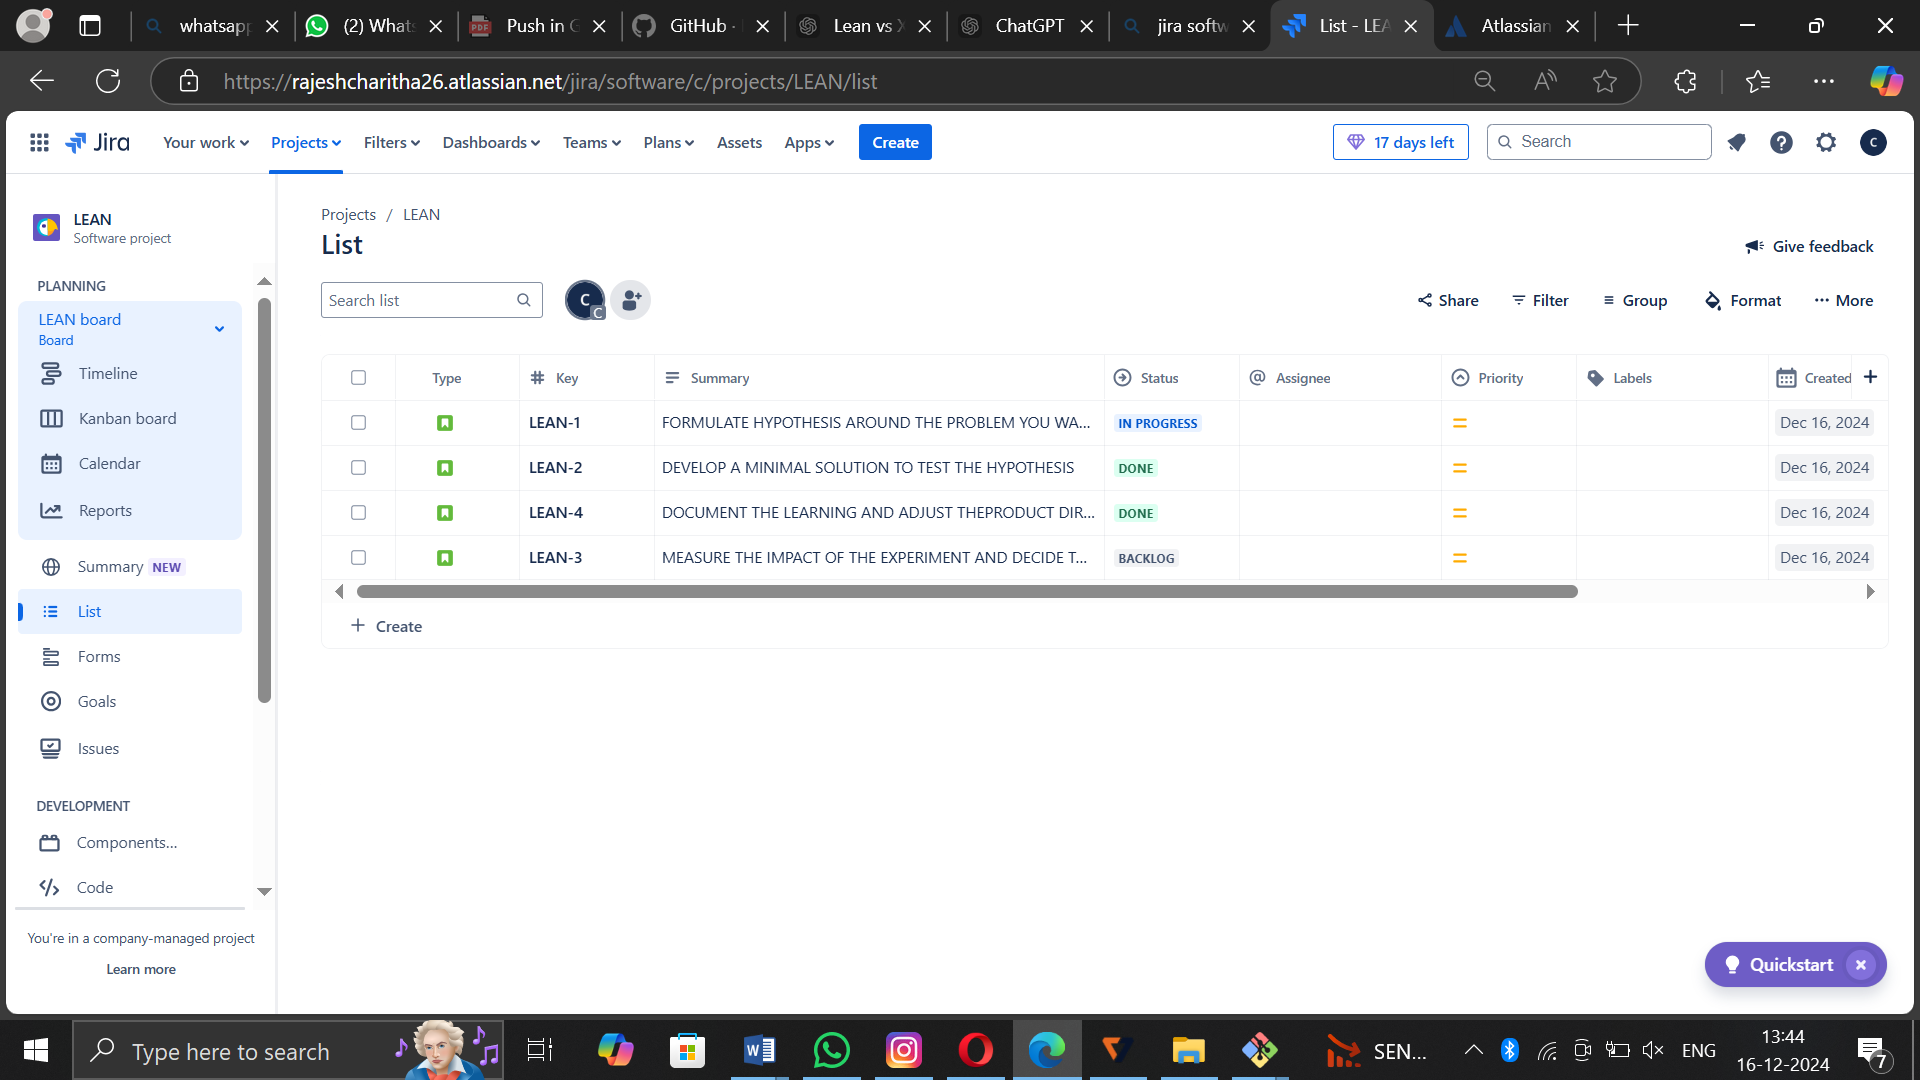 whatsapp
(2) Whats
Push in G
GitHub ·
Lean vs X
ChatGPT
jira softw
List - LEA
Atlassian
https://rajeshcharitha26.atlassian.net/jira/software/c/projects/LEAN/list
Jira
Your work
Projects
Filters
Dashboards
Teams
Plans
Assets
Apps
Create
17 days left
Search
C
LEAN
Software project
PLANNING
LEAN board
Board
Timeline
Kanban board
Calendar
Reports
Summary NEW
List
Forms
Goals
Issues
DEVELOPMENT
Components...
Code
You're in a company-managed project
Learn more
Projects / LEAN
List
Give feedback
Search list
C
C
Share
Filter
Group
Format
More
Type Key Summary Status Assignee Priority Labels Created
LEAN-1 FORMULATE HYPOTHESIS AROUND THE PROBLEM YOU WA... IN PROGRESS Dec 16, 2024
LEAN-2 DEVELOP A MINIMAL SOLUTION TO TEST THE HYPOTHESIS DONE Dec 16, 2024
LEAN-4 DOCUMENT THE LEARNING AND ADJUST THEPRODUCT DIR... DONE Dec 16, 2024
LEAN-3 MEASURE THE IMPACT OF THE EXPERIMENT AND DECIDE T... BACKLOG Dec 16, 2024
+ Create
Quickstart
Type here to search
SEN...
ENG
13:44
16-12-2024
7